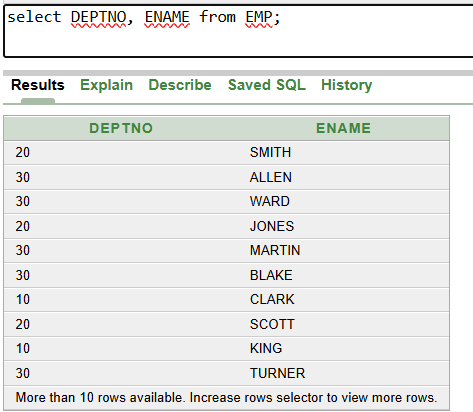 select DEPTNO, ENAME from EMP;
Results Explain Describe Saved SQL History
DEPTNO ENAME
20 SMITH
30 ALLEN
30 WARD
20 JONES
30 MARTIN
30 BLAKE
10 CLARK
20 SCOTT
10 KING
30 TURNER
More than 10 rows available. Increase rows selector to view more rows.